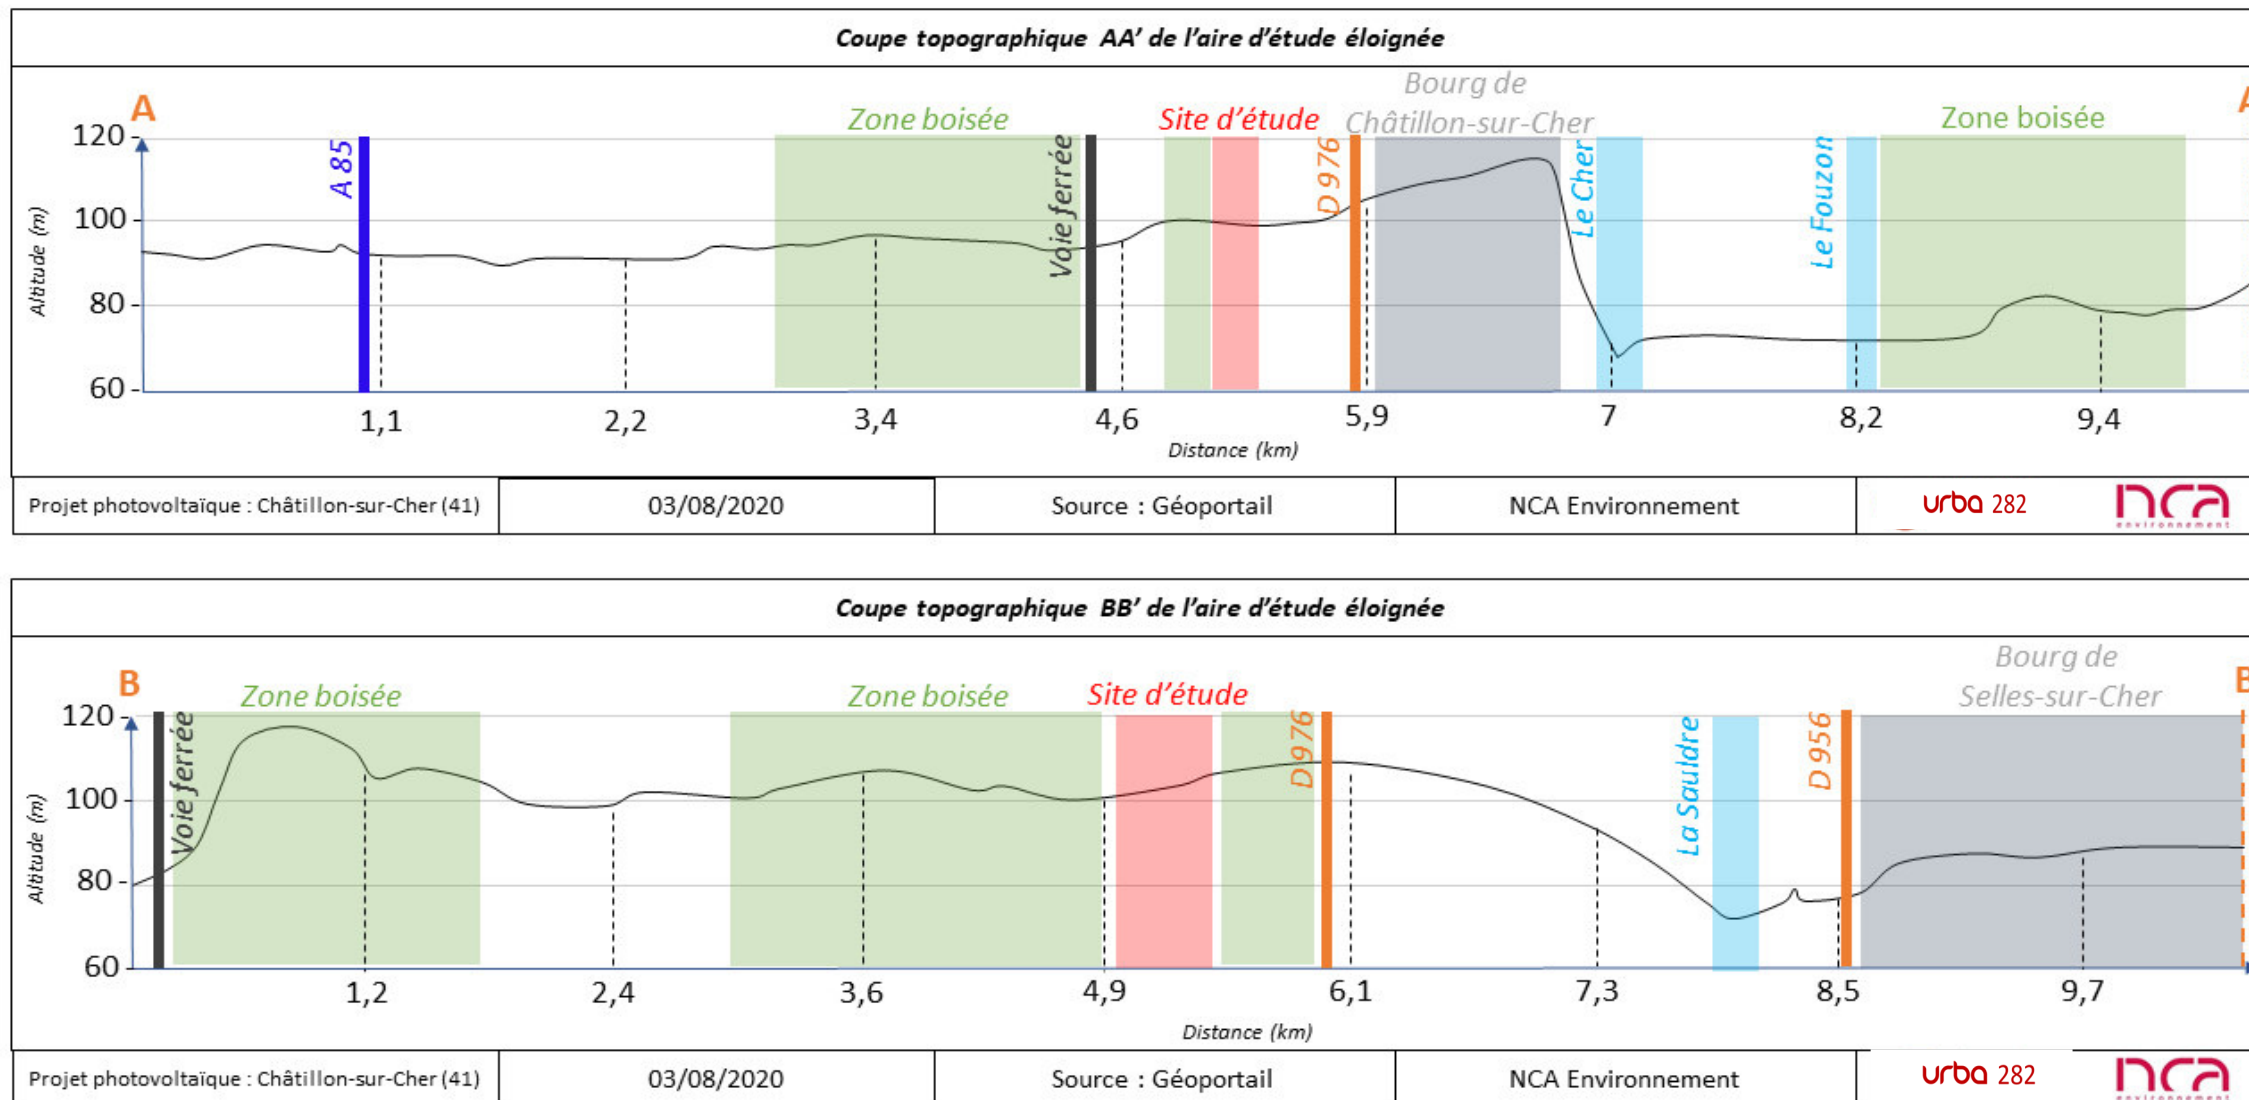 Coupe topographique AA’ de l’aire d’étude éloignée
Bourg de
Châtillon-sur-Cher
A
Zone boisée
Site d’étude
Zone boisée
A
A 85
Voie ferrée
D 976
Le Cher
Le Fouzon
Altitude (m)
120
100
80
60
1,1
2,2
3,4
4,6
5,9
7
8,2
9,4
Distance (km)
Projet photovoltaïque : Châtillon-sur-Cher (41)
03/08/2020
Source : Géoportail
NCA Environnement
urba 282
nca
environnement
Coupe topographique BB’ de l’aire d’étude éloignée
Bourg de
Selles-sur-Cher
B
Zone boisée
Zone boisée
Site d’étude
B
Voie ferrée
D 976
La Sauldre
D 956
Altitude (m)
120
100
80
60
1,2
2,4
3,6
4,9
6,1
7,3
8,5
9,7
Distance (km)
Projet photovoltaïque : Châtillon-sur-Cher (41)
03/08/2020
Source : Géoportail
NCA Environnement
urba 282
nca
environnement